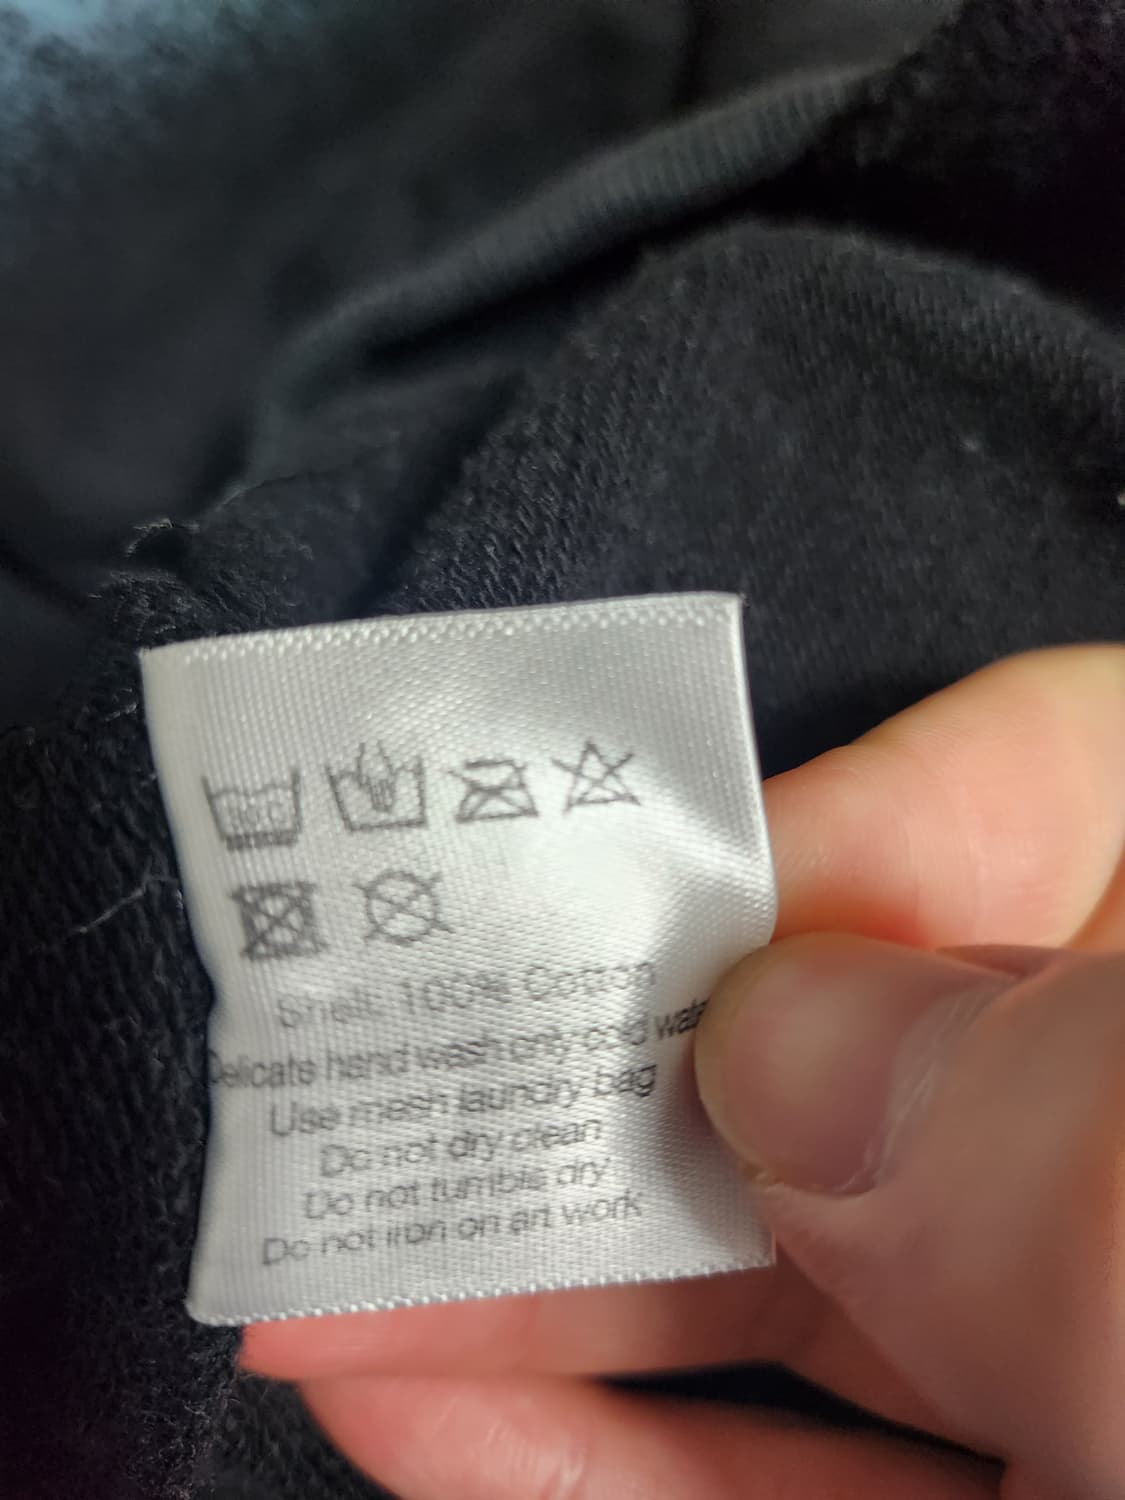 Shell: 100% Cotton
Delicate hand wash only cold water
Use mesh laundry bag
Do not dry clean
Do not tumble dry
Do not iron on art work